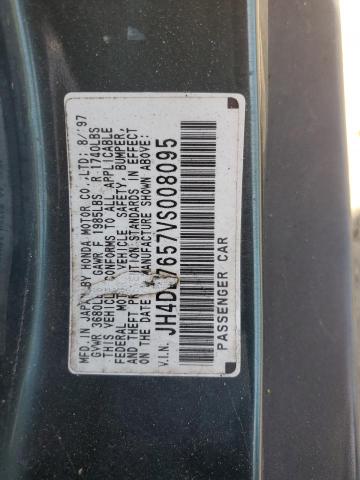 MFD. IN JAPAN BY HONDA MOTOR CO.,LTD; 8/'97
GVWR 3680LBS GAWR F 1985LBS R 1740LBS
THIS VEHICLE CONFORMS TO ALL APPLICABLE
FEDERAL MOTOR VEHICLE SAFETY, BUMPER,
AND THEFT PREVENTION STANDARDS IN EFFECT
ON THE DATE OF MANUFACTURE SHOWN ABOVE:
V.I.N. 7657VS008095
PASSENGER CAR